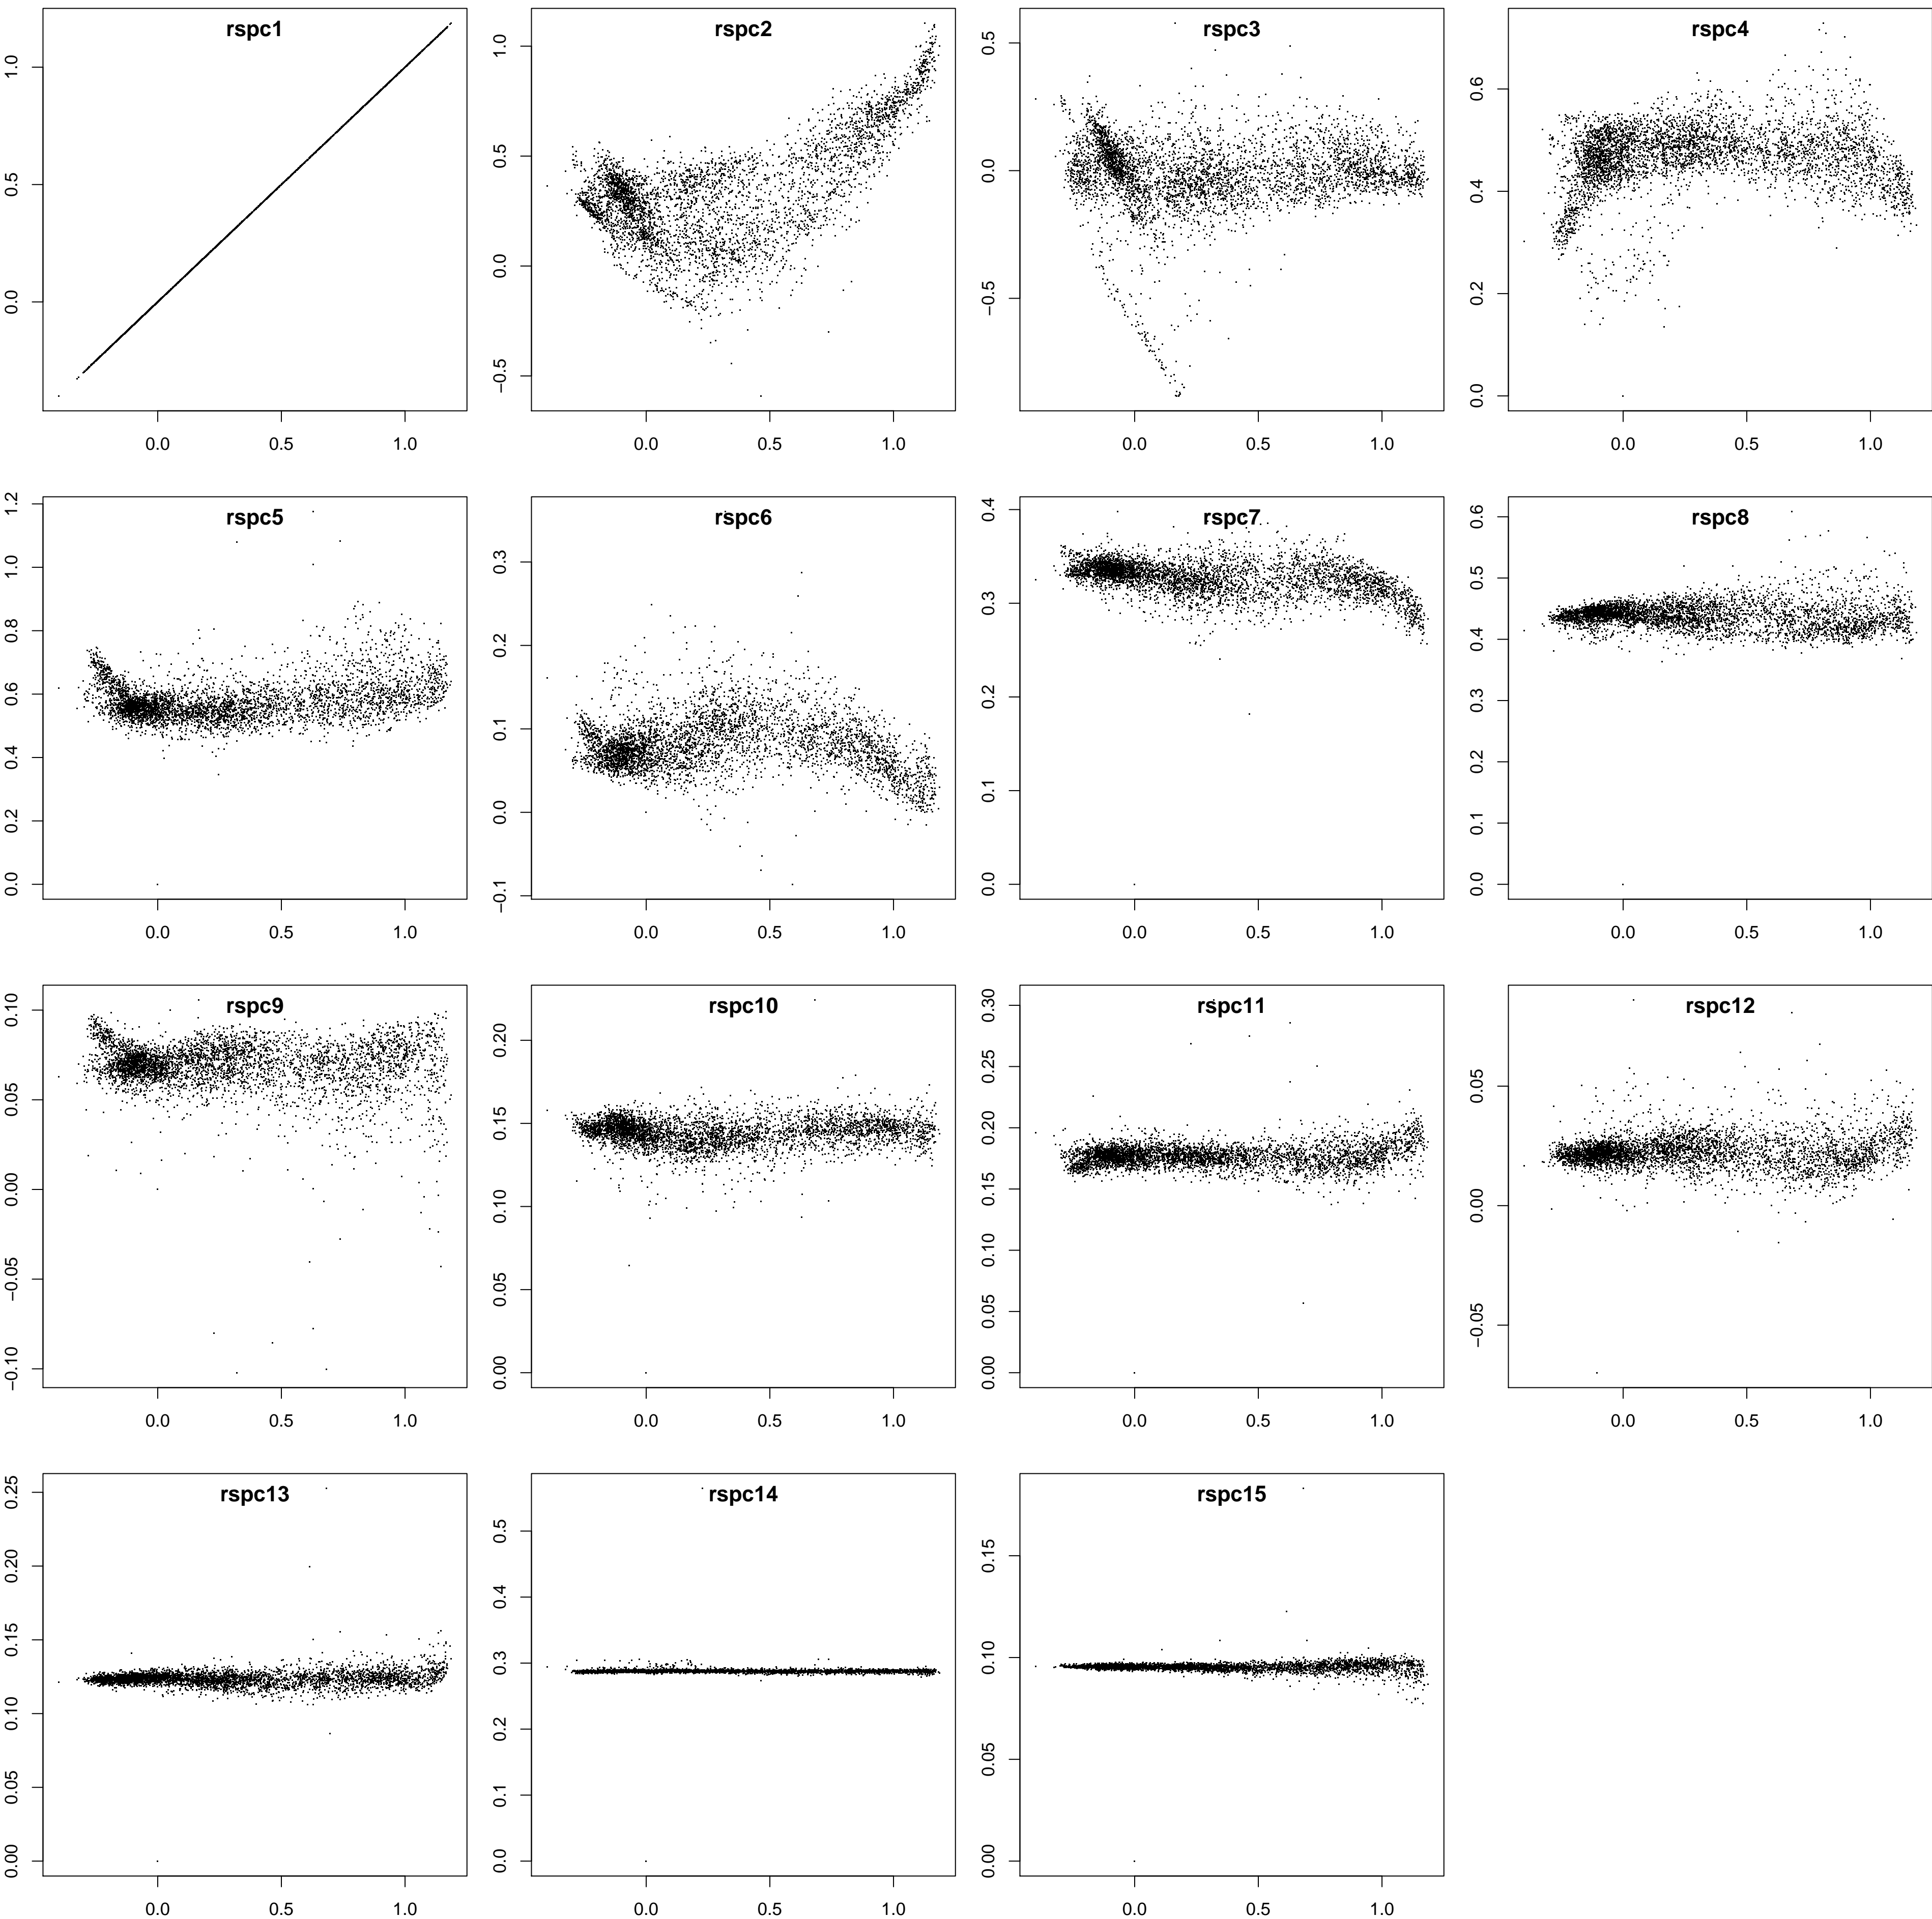 rspc1 rspc2 rspc3 rspc4
0.0 0.5 1.0
−0.5 0.0 0.5 1.0
−0.5 0.0 0.5
0.0 0.2 0.4 0.6
0.0 0.5 1.0 0.0 0.5 1.0 0.0 0.5 1.0 0.0 0.5 1.0
rspc5 rspc6 rspc7 rspc8
0.0 0.2 0.4 0.6 0.8 1.0 1.2
−0.1 0.0 0.1 0.2 0.3
0.0 0.1 0.2 0.3 0.4
0.0 0.1 0.2 0.3 0.4 0.5 0.6
0.0 0.5 1.0 0.0 0.5 1.0 0.0 0.5 1.0 0.0 0.5 1.0
rspc9 rspc10 rspc11 rspc12
−0.10 −0.05 0.00 0.05 0.10
0.00 0.05 0.10 0.15 0.20
0.00 0.05 0.10 0.15 0.20 0.25 0.30
−0.05 0.00 0.05
0.0 0.5 1.0 0.0 0.5 1.0 0.0 0.5 1.0 0.0 0.5 1.0
rspc13 rspc14 rspc15
0.00 0.05 0.10 0.15 0.20 0.25
0.0 0.1 0.2 0.3 0.4 0.5
0.00 0.05 0.10 0.15
0.0 0.5 1.0 0.0 0.5 1.0 0.0 0.5 1.0